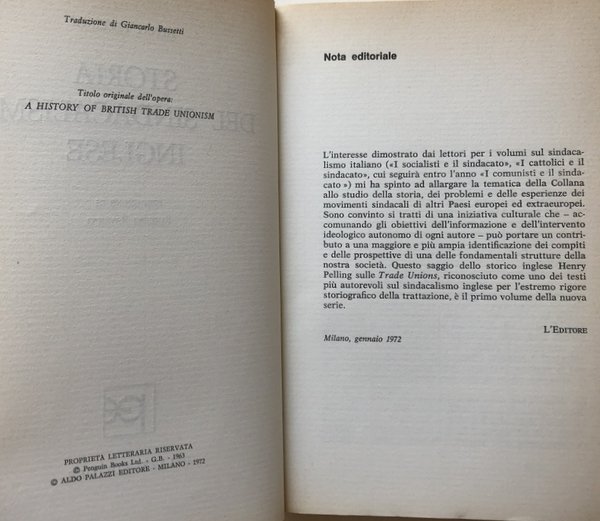 Traduzione di Giancarlo Bussetti
Titolo originale dell'opera:
A HISTORY OF BRITISH TRADE UNIONISM
PROPRIETÀ LETTERARIA RISERVATA
© Penguin Books Ltd. - G.B. - 1963
© ALDO PALAZZI EDITORE - MILANO - 1972
Nota editoriale
L'interesse dimostrato dai lettori per i volumi sul sindaca-
lismo italiano («I socialisti e il sindacato», «I cattolici e il
sindacato», cui seguirà entro l'anno «I comunisti e il sinda-
cato») mi ha spinto ad allargare la tematica della Collana
allo studio della storia, dei problemi e delle esperienze dei
movimenti sindacali di altri Paesi europei ed extraeuropei.
Sono convinto si tratti di una iniziativa culturale che – acco-
munando gli obiettivi dell'informazione e dell'intervento
ideologico autonomo di ogni autore – può portare un contri-
buto a una maggiore e più ampia identificazione dei compiti
e delle prospettive di una delle fondamentali strutture della
nostra società. Questo saggio dello storico inglese Henry
Pelling sulle Trade Unions, riconosciuto come uno dei testi
più autorevoli sul sindacalismo inglese per l'estremo rigore
storiografico della trattazione, è il primo volume della nuova
serie.
L'EDITORE
Milano, gennaio 1972
STORIA
DEL SINDACALISMO
INGLESE